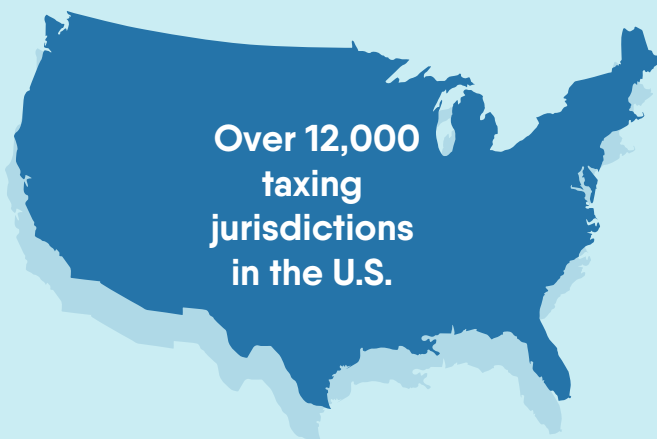 Over 12,000
taxing
jurisdictions
in the U.S.